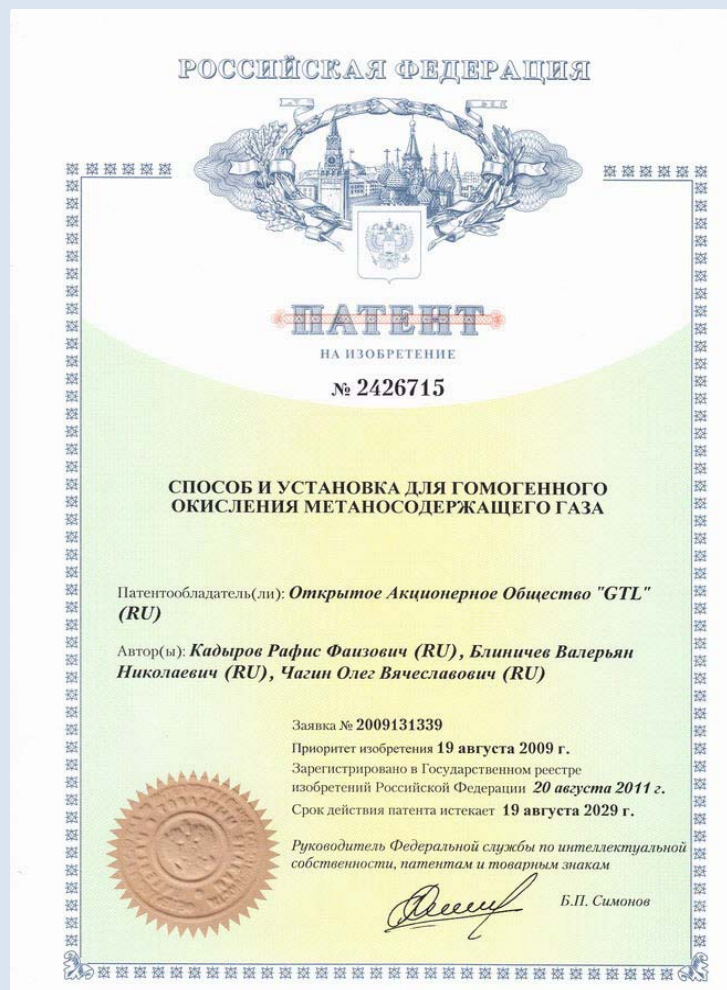 РОССИЙСКАЯ ФЕДЕРАЦИЯ
ПАТЕНТ
НА ИЗОБРЕТЕНИЕ
№ 2426715
СПОСОБ И УСТАНОВКА ДЛЯ ГОМОГЕННОГО
ОКИСЛЕНИЯ МЕТАНОСОДЕРЖАЩЕГО ГАЗА
Патентообладатель(ли): Открытое Акционерное Общество "GTL"
(RU)
Автор(ы): Кадыров Рафис Фаизович (RU), Блиничев Валерьян
Николаевич (RU), Чагин Олег Вячеславович (RU)
Заявка № 2009131339
Приоритет изобретения 19 августа 2009 г.
Зарегистрировано в Государственном реестре
изобретений Российской Федерации 20 августа 2011 г.
Срок действия патента истекает 19 августа 2029 г.
Руководитель Федеральной службы по интеллектуальной
собственности, патентам и товарным знакам
Б.П. Симонов